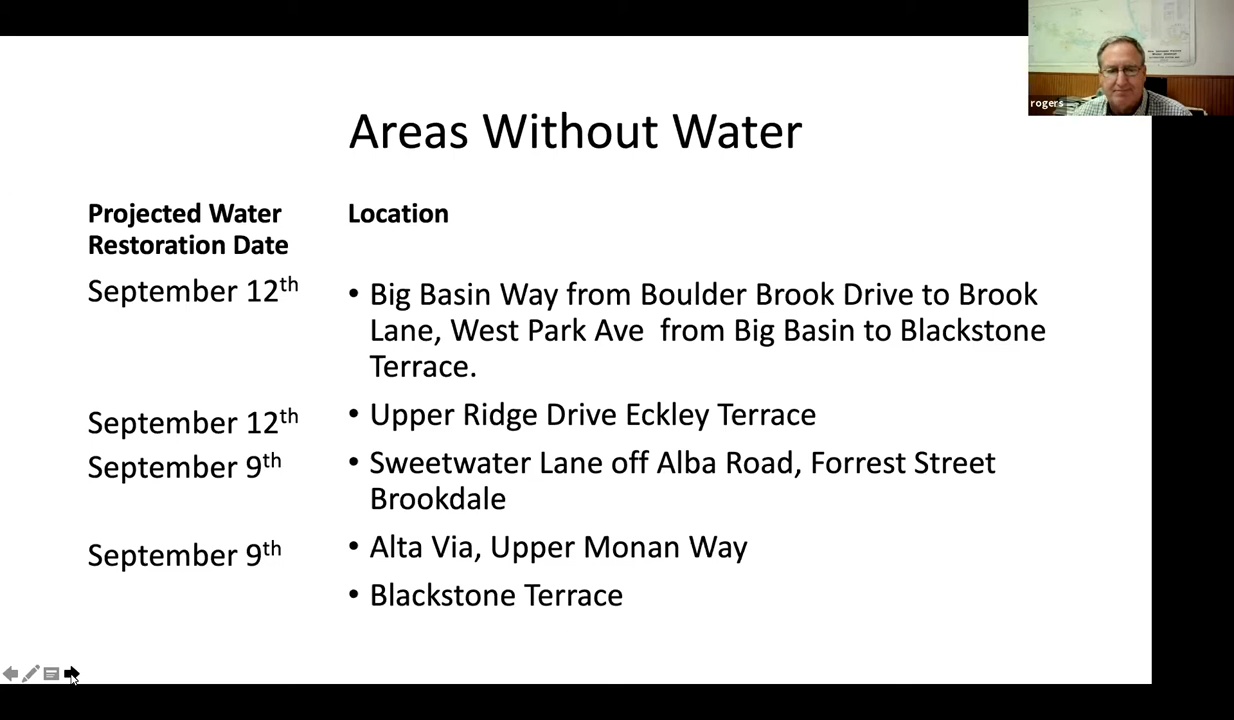 rogers
Areas Without Water
Projected Water
Restoration Date
Location
September 12th
• Big Basin Way from Boulder Brook Drive to Brook
Lane, West Park Ave  from Big Basin to Blackstone
Terrace.
September 12th
• Upper Ridge Drive Eckley Terrace
September 9th
• Sweetwater Lane off Alba Road, Forrest Street
Brookdale
September 9th
• Alta Via, Upper Monan Way
• Blackstone Terrace